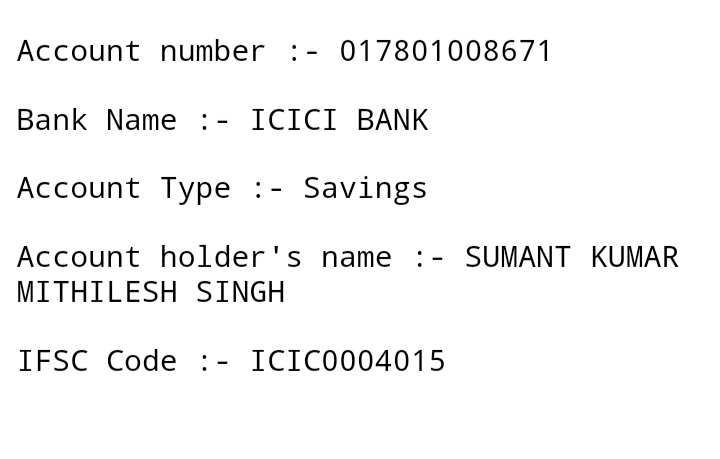 Account number :- 017801008671
Bank Name :- ICICI BANK
Account Type :- Savings
Account holder's name :- SUMANT KUMAR
MITHILESH SINGH
IFSC Code :- ICIC0004015